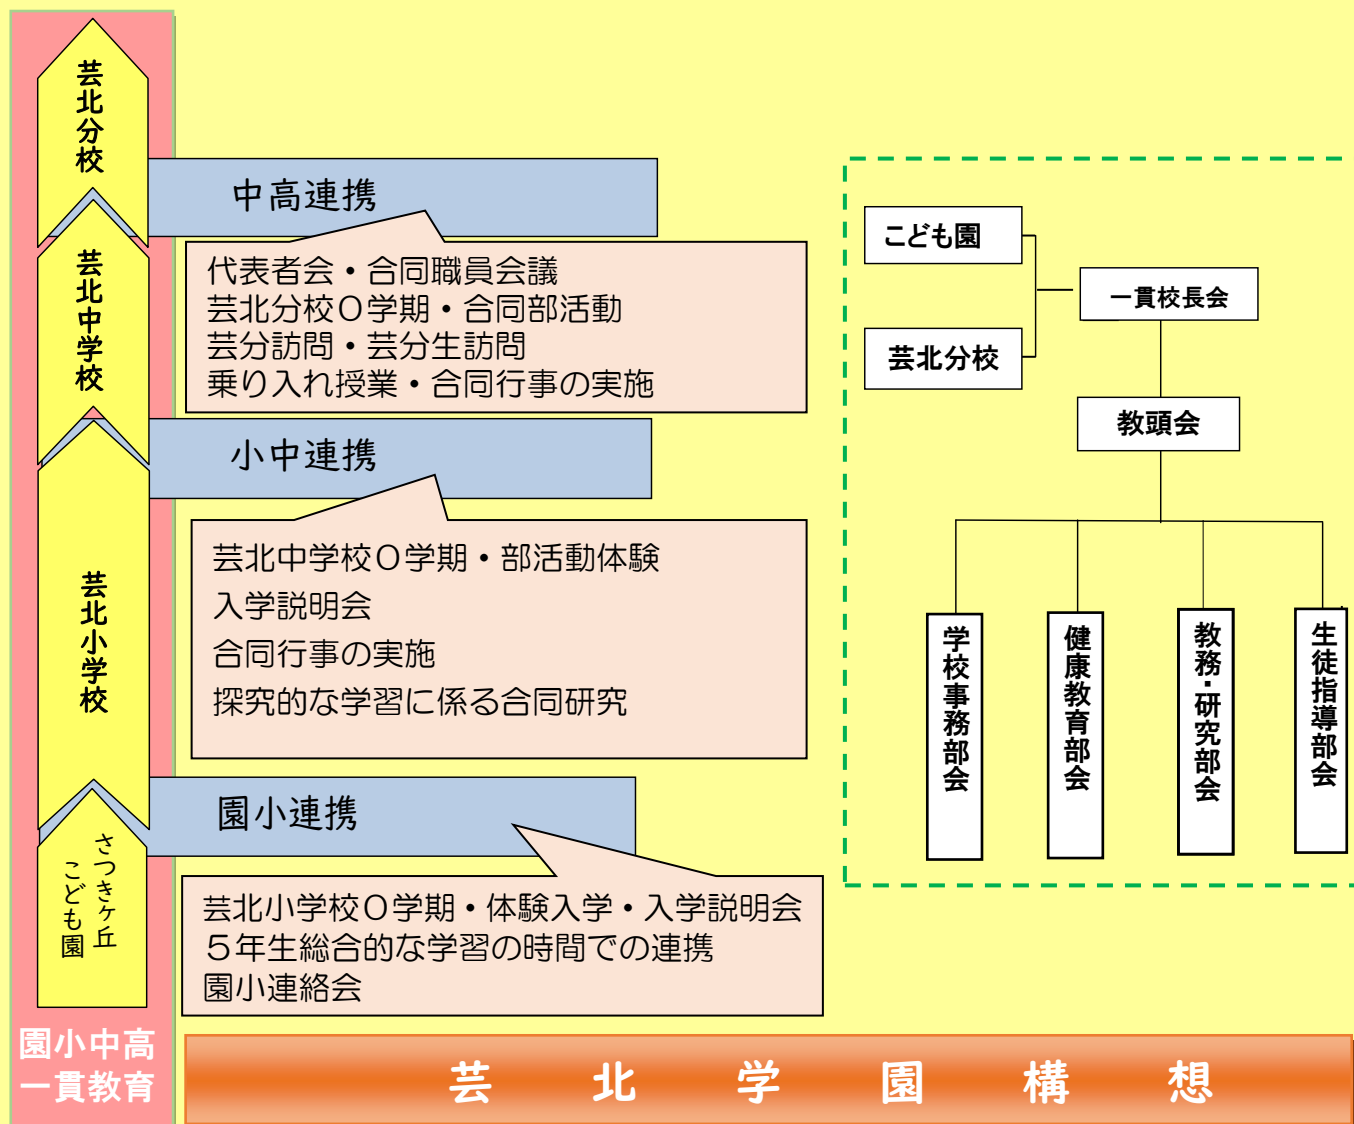 芸北分校
中高連携
代表者会・合同職員会議
芸北分校０学期・合同部活動
芸分訪問・芸分生訪問
乗り入れ授業・合同行事の実施
芸北中学校
小中連携
芸北中学校０学期・部活動体験
入学説明会
合同行事の実施
探究的な学習に係る合同研究
芸北小学校
園小連携
芸北小学校０学期・体験入学・入学説明会
５年生総合的な学習の時間での連携
園小連絡会
さつきヶ丘
こども園
園小中高
一貫教育
こども園
芸北分校
一貫校長会
教頭会
学校事務部会
健康教育部会
教務・研究部会
生徒指導部会
芸北学園構想